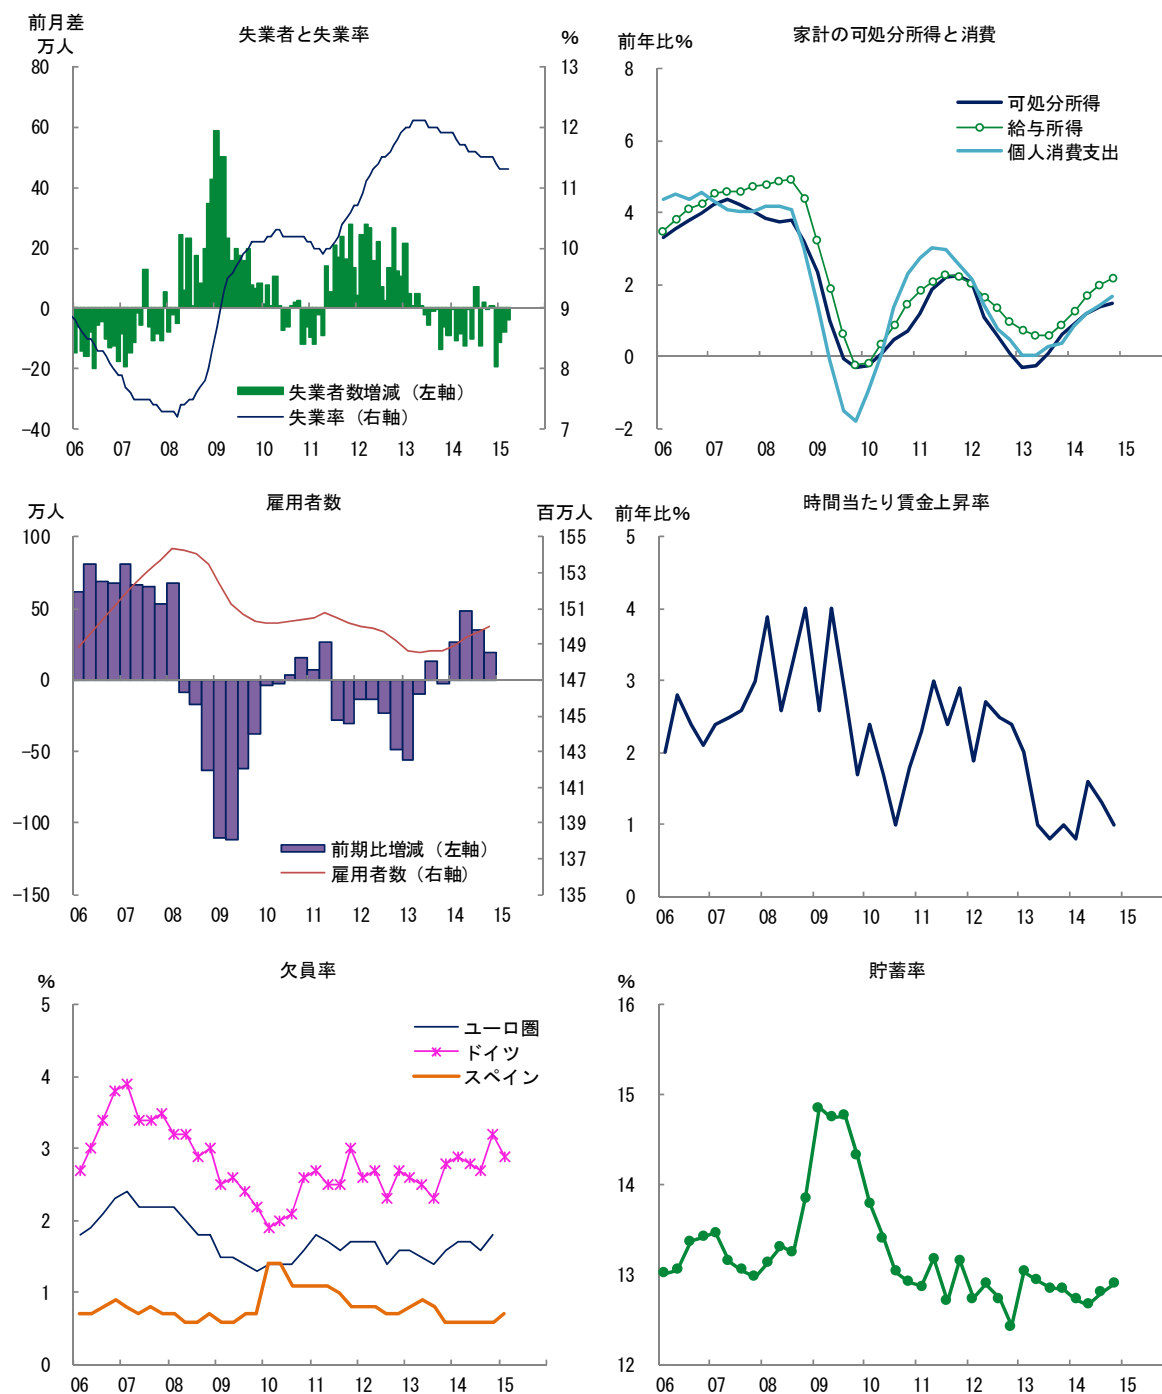 失業者と失業率
前月差
万人
%
80
60
40
20
0
-20
-40
13
12
11
10
9
8
7
失業者数増減（左軸）
失業率（右軸）
06 07 08 09 10 11 12 13 14 15
家計の可処分所得と消費
前年比%
8
6
4
2
0
-2
可処分所得
給与所得
個人消費支出
06 07 08 09 10 11 12 13 14 15
雇用者数
万人
百万人
100
50
0
-50
-100
-150
155
153
151
149
147
145
143
141
139
137
135
前期比増減（左軸）
雇用者数（右軸）
06 07 08 09 10 11 12 13 14 15
時間当たり賃金上昇率
前年比%
5
4
3
2
1
0
06 07 08 09 10 11 12 13 14 15
欠員率
%
5
4
3
2
1
0
ユーロ圏
ドイツ
スペイン
06 07 08 09 10 11 12 13 14 15
貯蓄率
%
16
15
14
13
12
06 07 08 09 10 11 12 13 14 15